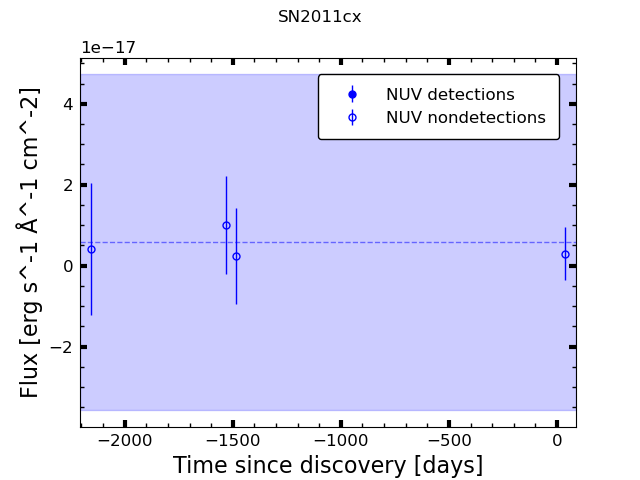 SN2011cx
1e−17
NUV detections
NUV nondetections
4
2
0
−2
Flux [erg s^-1 Å^-1 cm^-2]
−2000
−1500
−1000
−500
0
Time since discovery [days]